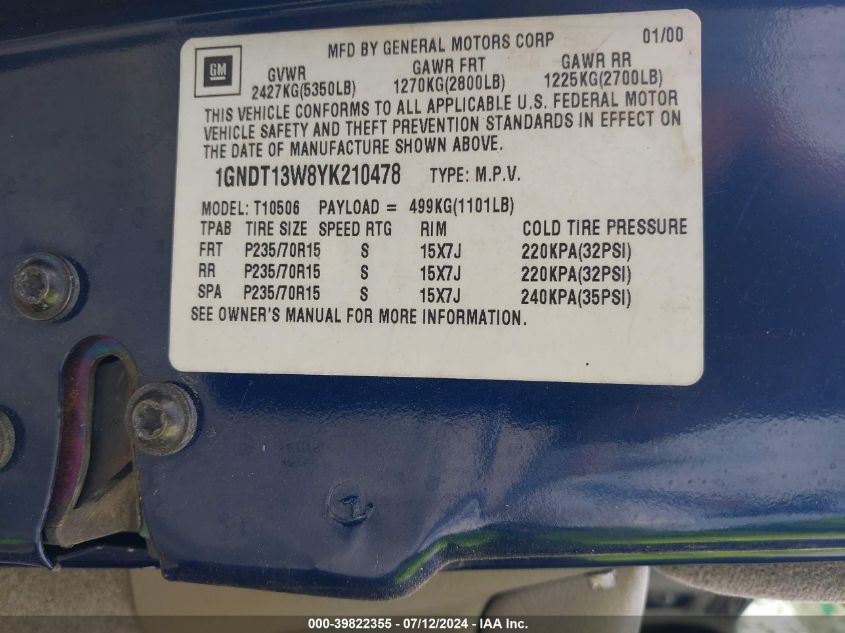 GM
MFD BY GENERAL MOTORS CORP 01/00
GVWR GAWR FRT GAWR RR
2427KG(5350LB) 1270KG(2800LB) 1225KG(2700LB)
THIS VEHICLE CONFORMS TO ALL APPLICABLE U.S. FEDERAL MOTOR
VEHICLE SAFETY AND THEFT PREVENTION STANDARDS IN EFFECT ON
THE DATE OF MANUFACTURE SHOWN ABOVE.
1GNDT13W8YK210478 TYPE: M.P.V.
MODEL: T10506 PAYLOAD = 499KG(1101LB)
TPAB TIRE SIZE SPEED RTG RIM COLD TIRE PRESSURE
FRT P235/70R15 S 15X7J 220KPA(32PSI)
RR P235/70R15 S 15X7J 220KPA(32PSI)
SPA P235/70R15 S 15X7J 240KPA(35PSI)
SEE OWNER'S MANUAL FOR MORE INFORMATION.
000-39822355 - 07/12/2024 - IAA Inc.